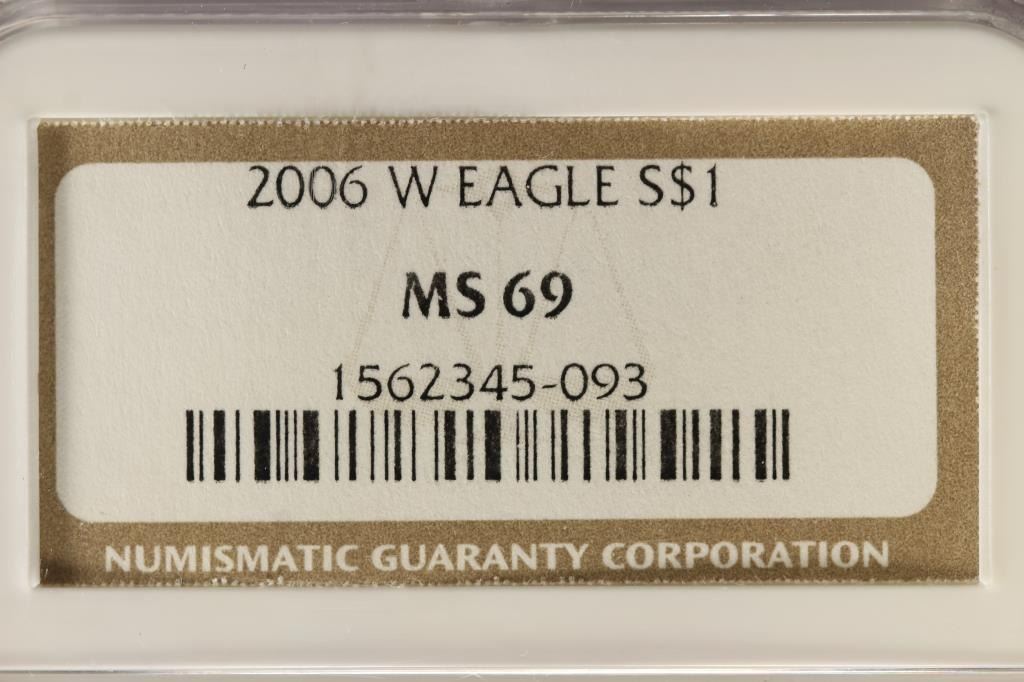 2006 W EAGLE S$1
MS 69
1562345-093
NUMISMATIC GUARANTY CORPORATION